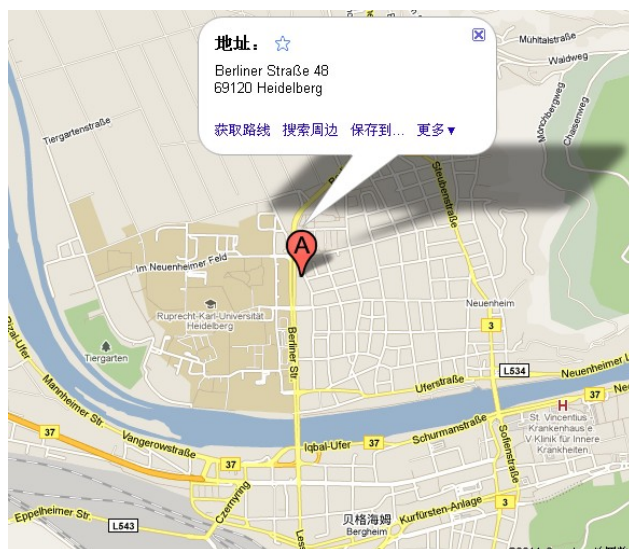 地址：
Berliner Straße 48
69120 Heidelberg
获取路线 搜索周边 保存到... 更多▼
Mühltalstraße
Waldweg
Mönchbergweg
Chaisenweg
Tiergartenstraße
Steubenstraße
A
Im Neuenheimer Feld
Ruprecht-Karl-Universität
Heidelberg
Neuenheim
Tiergarten
3
Berliner Str.
L534
Neuenheimer L
Uferstraße
37
Mannheimer Str.
H
St. Vincentius
Krankenhaus e
V-Klinik für Innere
Krankheiten
37
Vangerowstraße
Iqbal-Ufer
37
Schurmanstraße
Sofienstraße
37
Czernyring
3
Eppelheimer Str.
L543
贝格海姆
Bergheim
Kurfürsten-Anlage